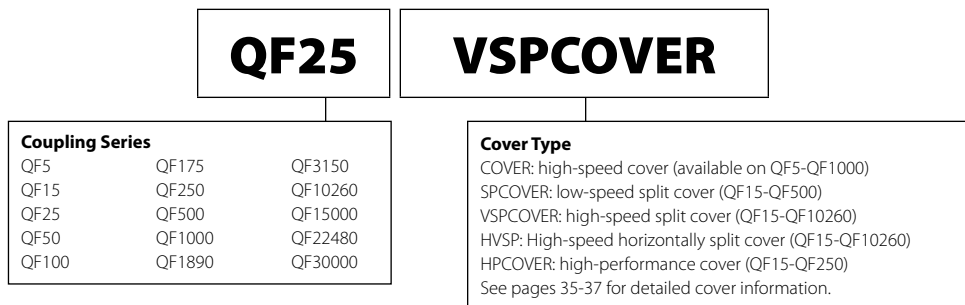 QF25 VSPCOVER
Coupling Series
QF5 QF175 QF3150
QF15 QF250 QF10260
QF25 QF500 QF15000
QF50 QF1000 QF22480
QF100 QF1890 QF30000
Cover Type
COVER: high-speed cover (available on QF5-QF1000)
SPCOVER: low-speed split cover (QF15-QF500)
VSPCOVER: high-speed split cover (QF15-QF10260)
HVSP: High-speed horizontally split cover (QF15-QF10260)
HPCOVER: high-performance cover (QF15-QF250)
See pages 35-37 for detailed cover information.